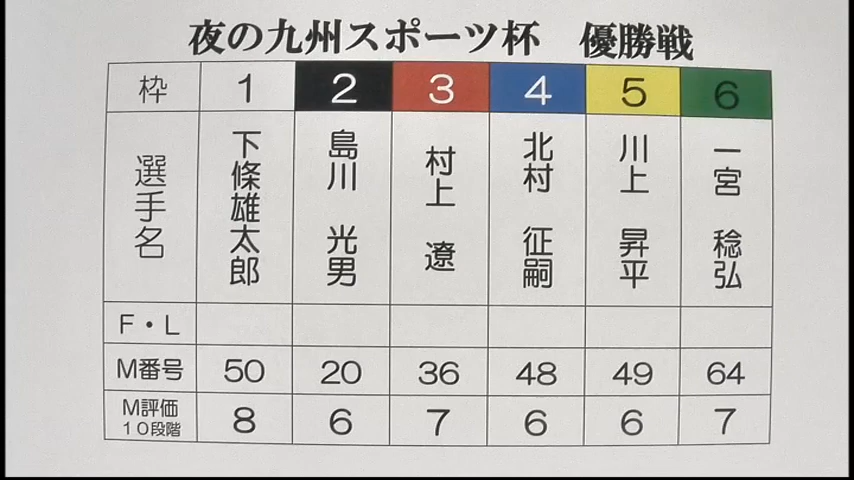 夜の九州スポーツ杯 優勝戦
枠 1 2 3 4 5 6
選手名 下條雄太郎 島川 光男 村上 遼 北村 征嗣 川上 昇平 一宮 稔弘
F・L
M番号 50 20 36 48 49 64
M評価 10段階 8 6 7 6 6 7